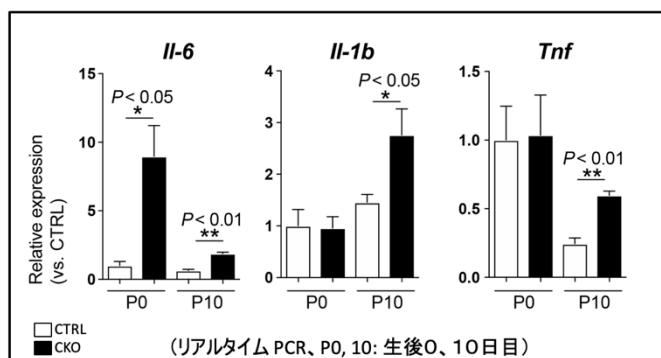 Il-6
Il-1b
Tnf
Relative expression
(vs. CTRL)
15
10
5
0
P< 0.05
*
P< 0.01
**
P0
P10
4
3
2
1
0
P< 0.05
*
P0
P10
1.5
1.0
0.5
0.0
P< 0.01
**
P0
P10
CTRL
CKO
(リアルタイム PCR、P0, 10: 生後0、10日目)